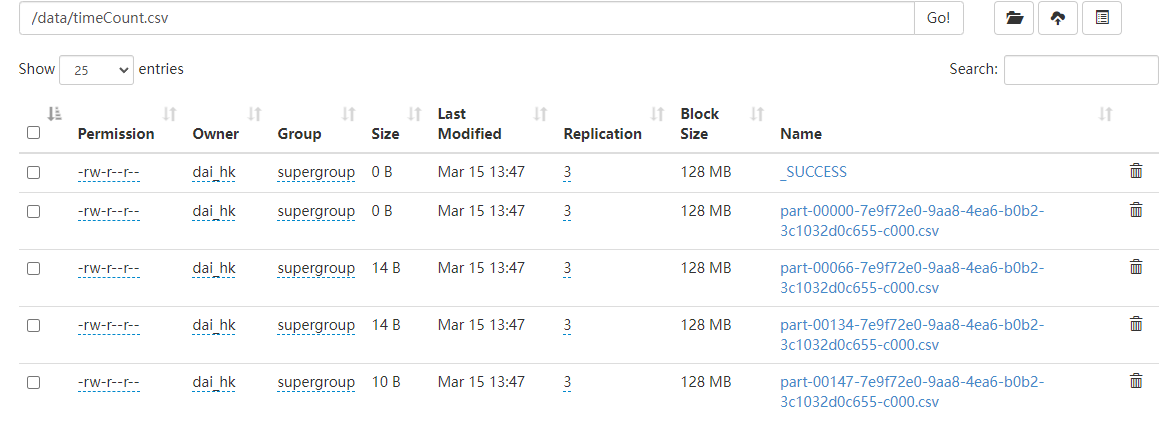 /data/timeCount.csv Go!
Show 25 entries Search:
Permission Owner Group Size Last Modified Replication Block Size Name
-rw-r--r-- dai_hk supergroup 0 B Mar 15 13:47 3 128 MB _SUCCESS
-rw-r--r-- dai_hk supergroup 0 B Mar 15 13:47 3 128 MB part-00000-7e9f72e0-9aa8-4ea6-b0b2-
3c1032d0c655-c000.csv
-rw-r--r-- dai_hk supergroup 14 B Mar 15 13:47 3 128 MB part-00066-7e9f72e0-9aa8-4ea6-b0b2-
3c1032d0c655-c000.csv
-rw-r--r-- dai_hk supergroup 14 B Mar 15 13:47 3 128 MB part-00134-7e9f72e0-9aa8-4ea6-b0b2-
3c1032d0c655-c000.csv
-rw-r--r-- dai_hk supergroup 10 B Mar 15 13:47 3 128 MB part-00147-7e9f72e0-9aa8-4ea6-b0b2-
3c1032d0c655-c000.csv